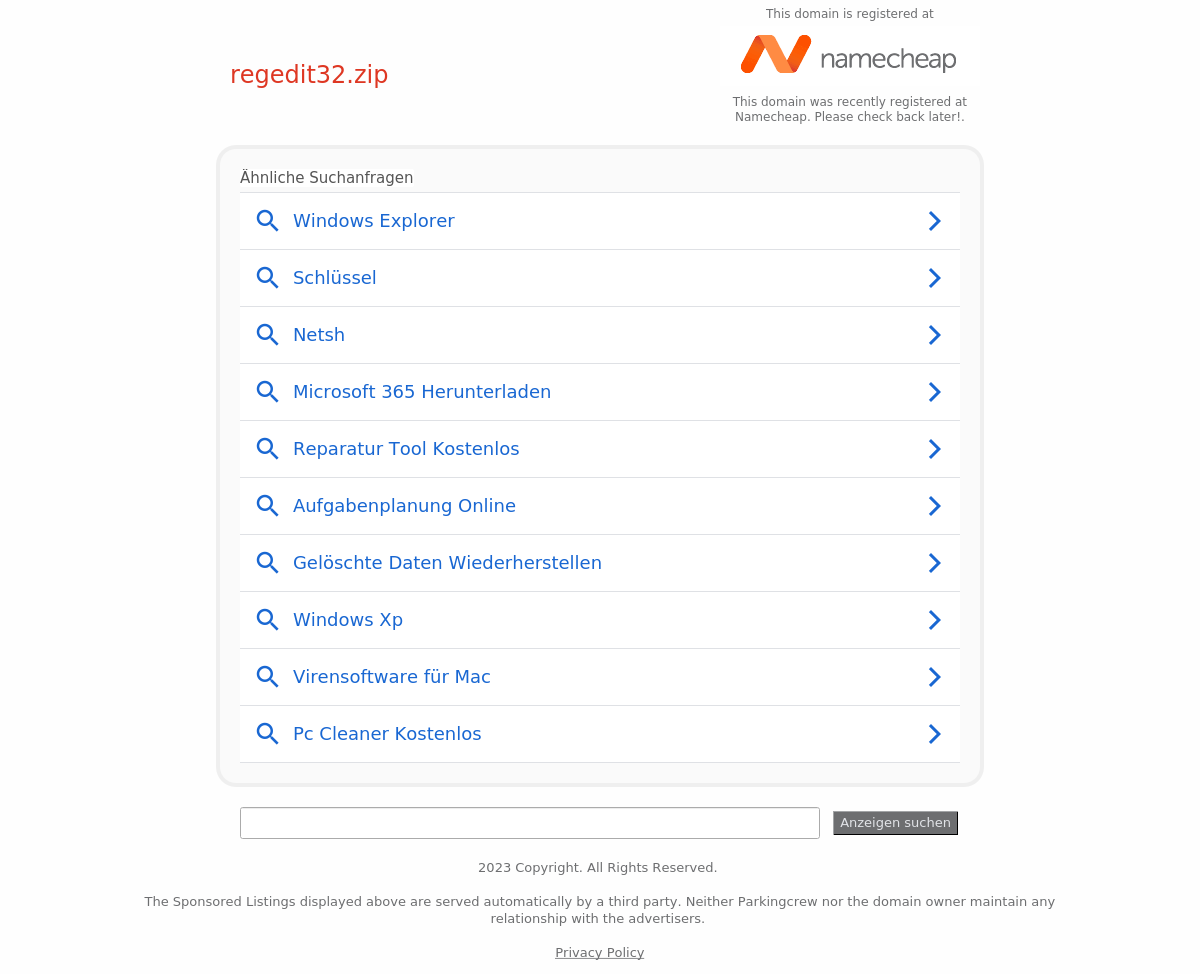 This domain is registered at
namecheap
regedit32.zip
This domain was recently registered at
Namecheap. Please check back later!.
Ähnliche Suchanfragen
Windows Explorer
Schlüssel
Netsh
Microsoft 365 Herunterladen
Reparatur Tool Kostenlos
Aufgabenplanung Online
Gelöschte Daten Wiederherstellen
Windows Xp
Virensoftware für Mac
Pc Cleaner Kostenlos
Anzeigen suchen
2023 Copyright. All Rights Reserved.
The Sponsored Listings displayed above are served automatically by a third party. Neither Parkingcrew nor the domain owner maintain any
relationship with the advertisers.
Privacy Policy